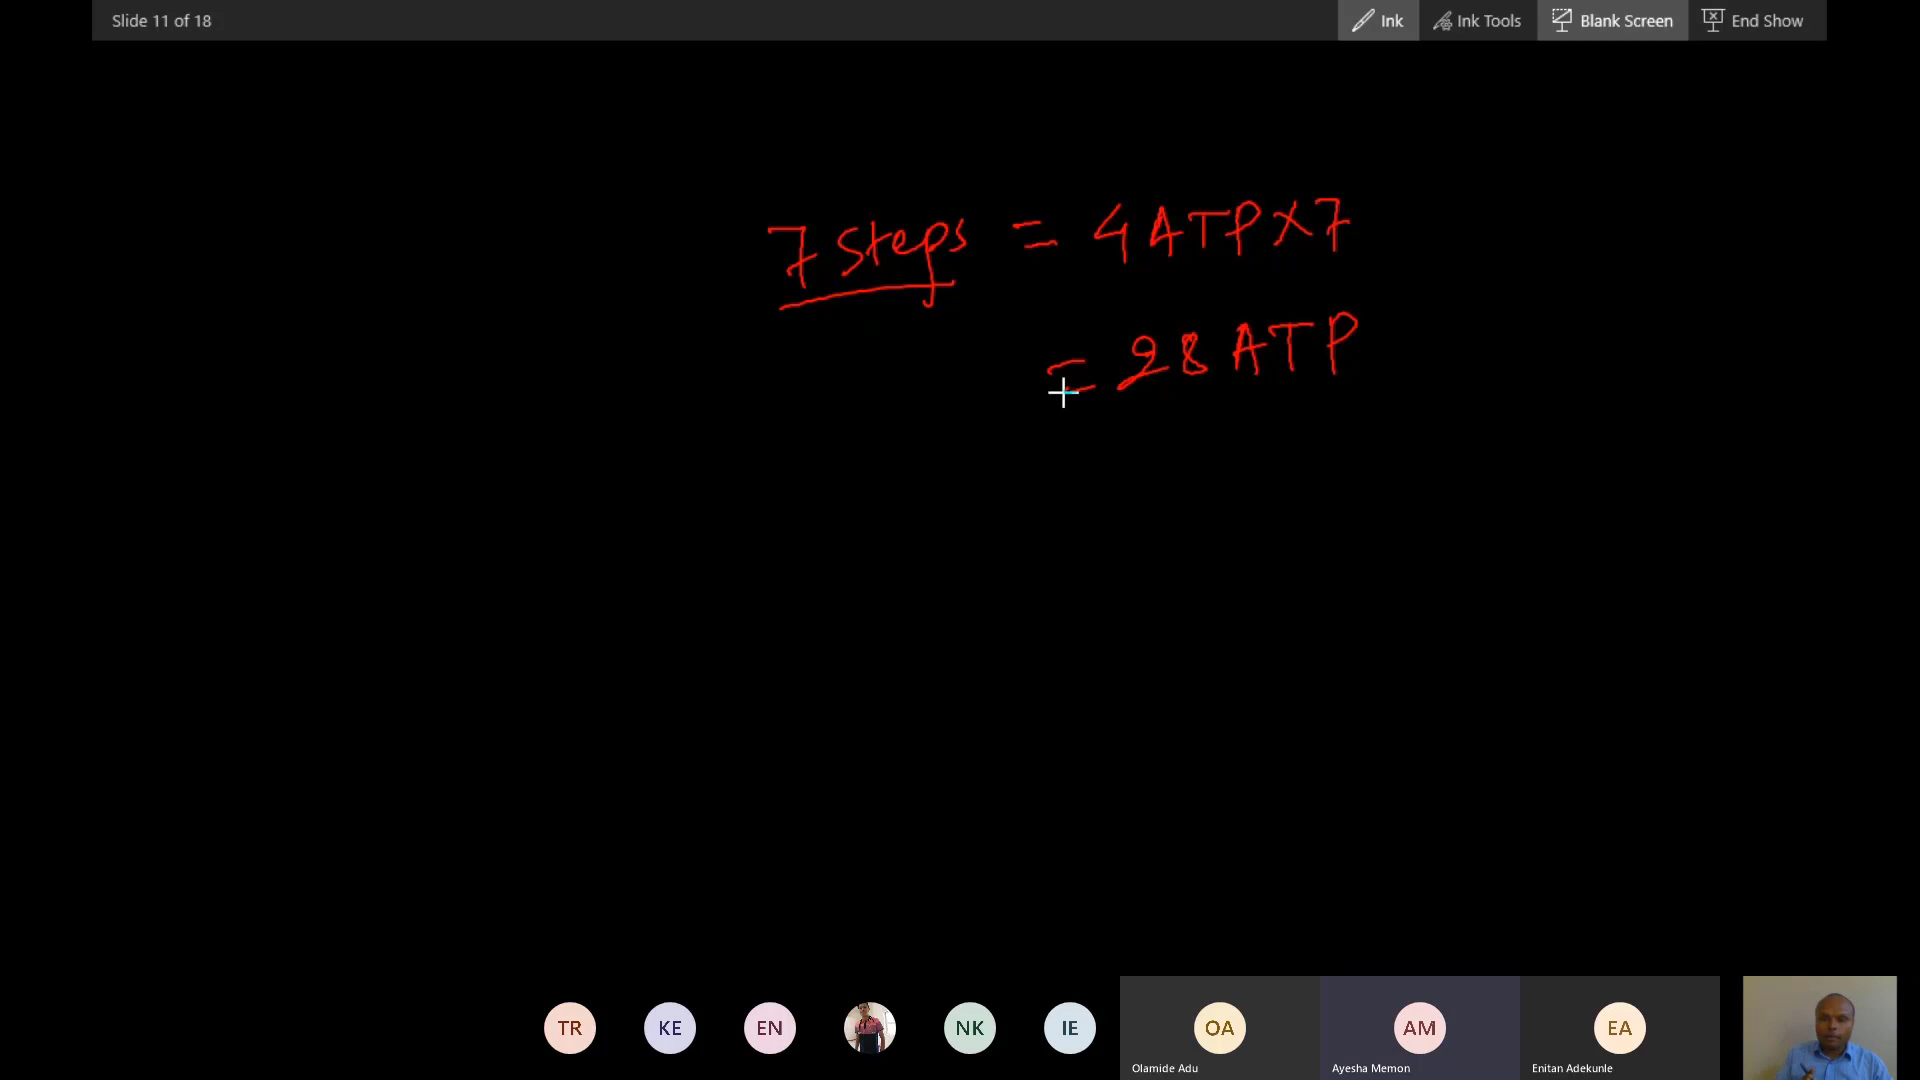 Slide 11 of 18
Ink
Ink Tools
Blank Screen
End Show
7 steps = 4 ATP X 7
= 28 ATP
TR
KE
EN
NK
IE
OA
AM
EA
Olamide Adu
Ayesha Memon
Enitan Adekunle